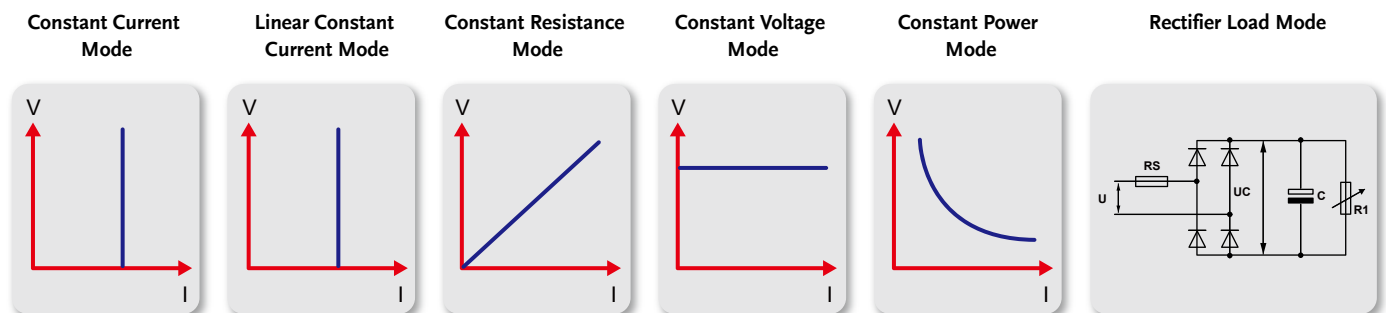 Constant Current
Mode
Linear Constant
Current Mode
Constant Resistance
Mode
Constant Voltage
Mode
Constant Power
Mode
Rectifier Load Mode
V
I
V
I
V
I
V
I
V
I
RS
U
UC
C
R1